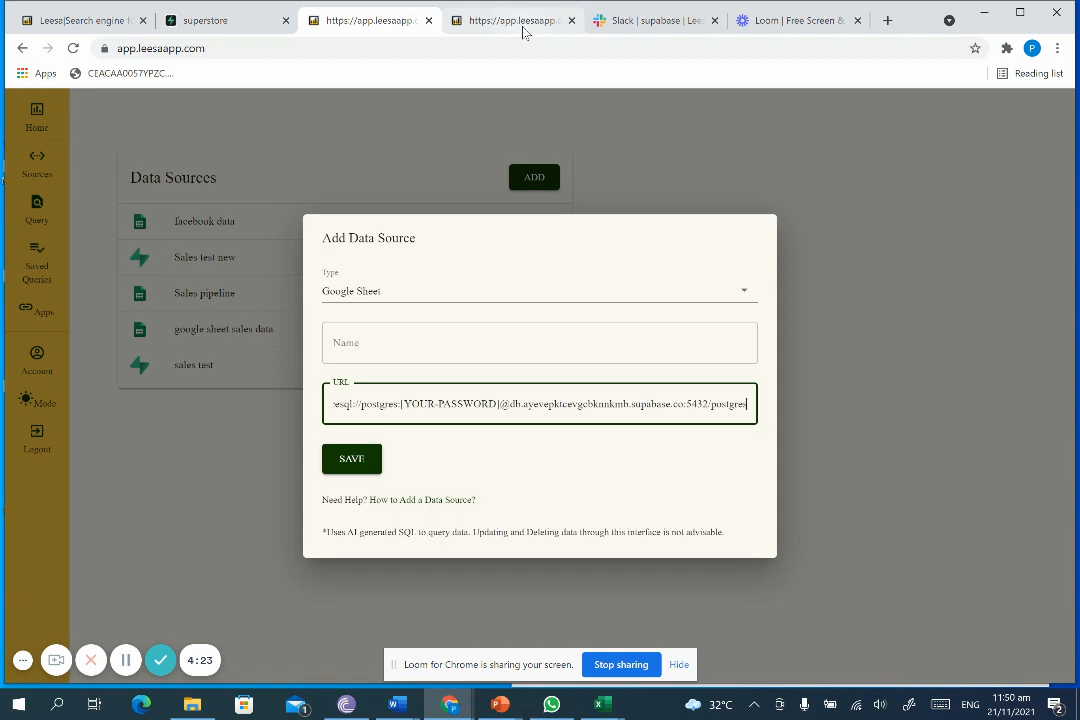 Leesa|Search engine fo
superstore
https://app.leesaapp.c
https://app.leesaapp.c
Slack | supabase | Lee
Loom | Free Screen &
app.leesaapp.com
P
Apps
CEACAA0057YPZC....
Reading list
Home
Sources
Query
Saved
Queries
Apps
Account
Mode
Logout
Data Sources
ADD
facebook data
Sales test new
Sales pipeline
google sheet sales data
sales test
Add Data Source
Type
Google Sheet
Name
URL
resql://postgres:[YOUR-PASSWORD]@db.ayevepktcevgcbknnkmb.supabase.co:5432/postgres
SAVE
Need Help? How to Add a Data Source?
*Uses AI generated SQL to query data. Updating and Deleting data through this interface is not advisable.
4:23
Loom for Chrome is sharing your screen.
Stop sharing
Hide
32°C
ENG
11:50 am
21/11/2021